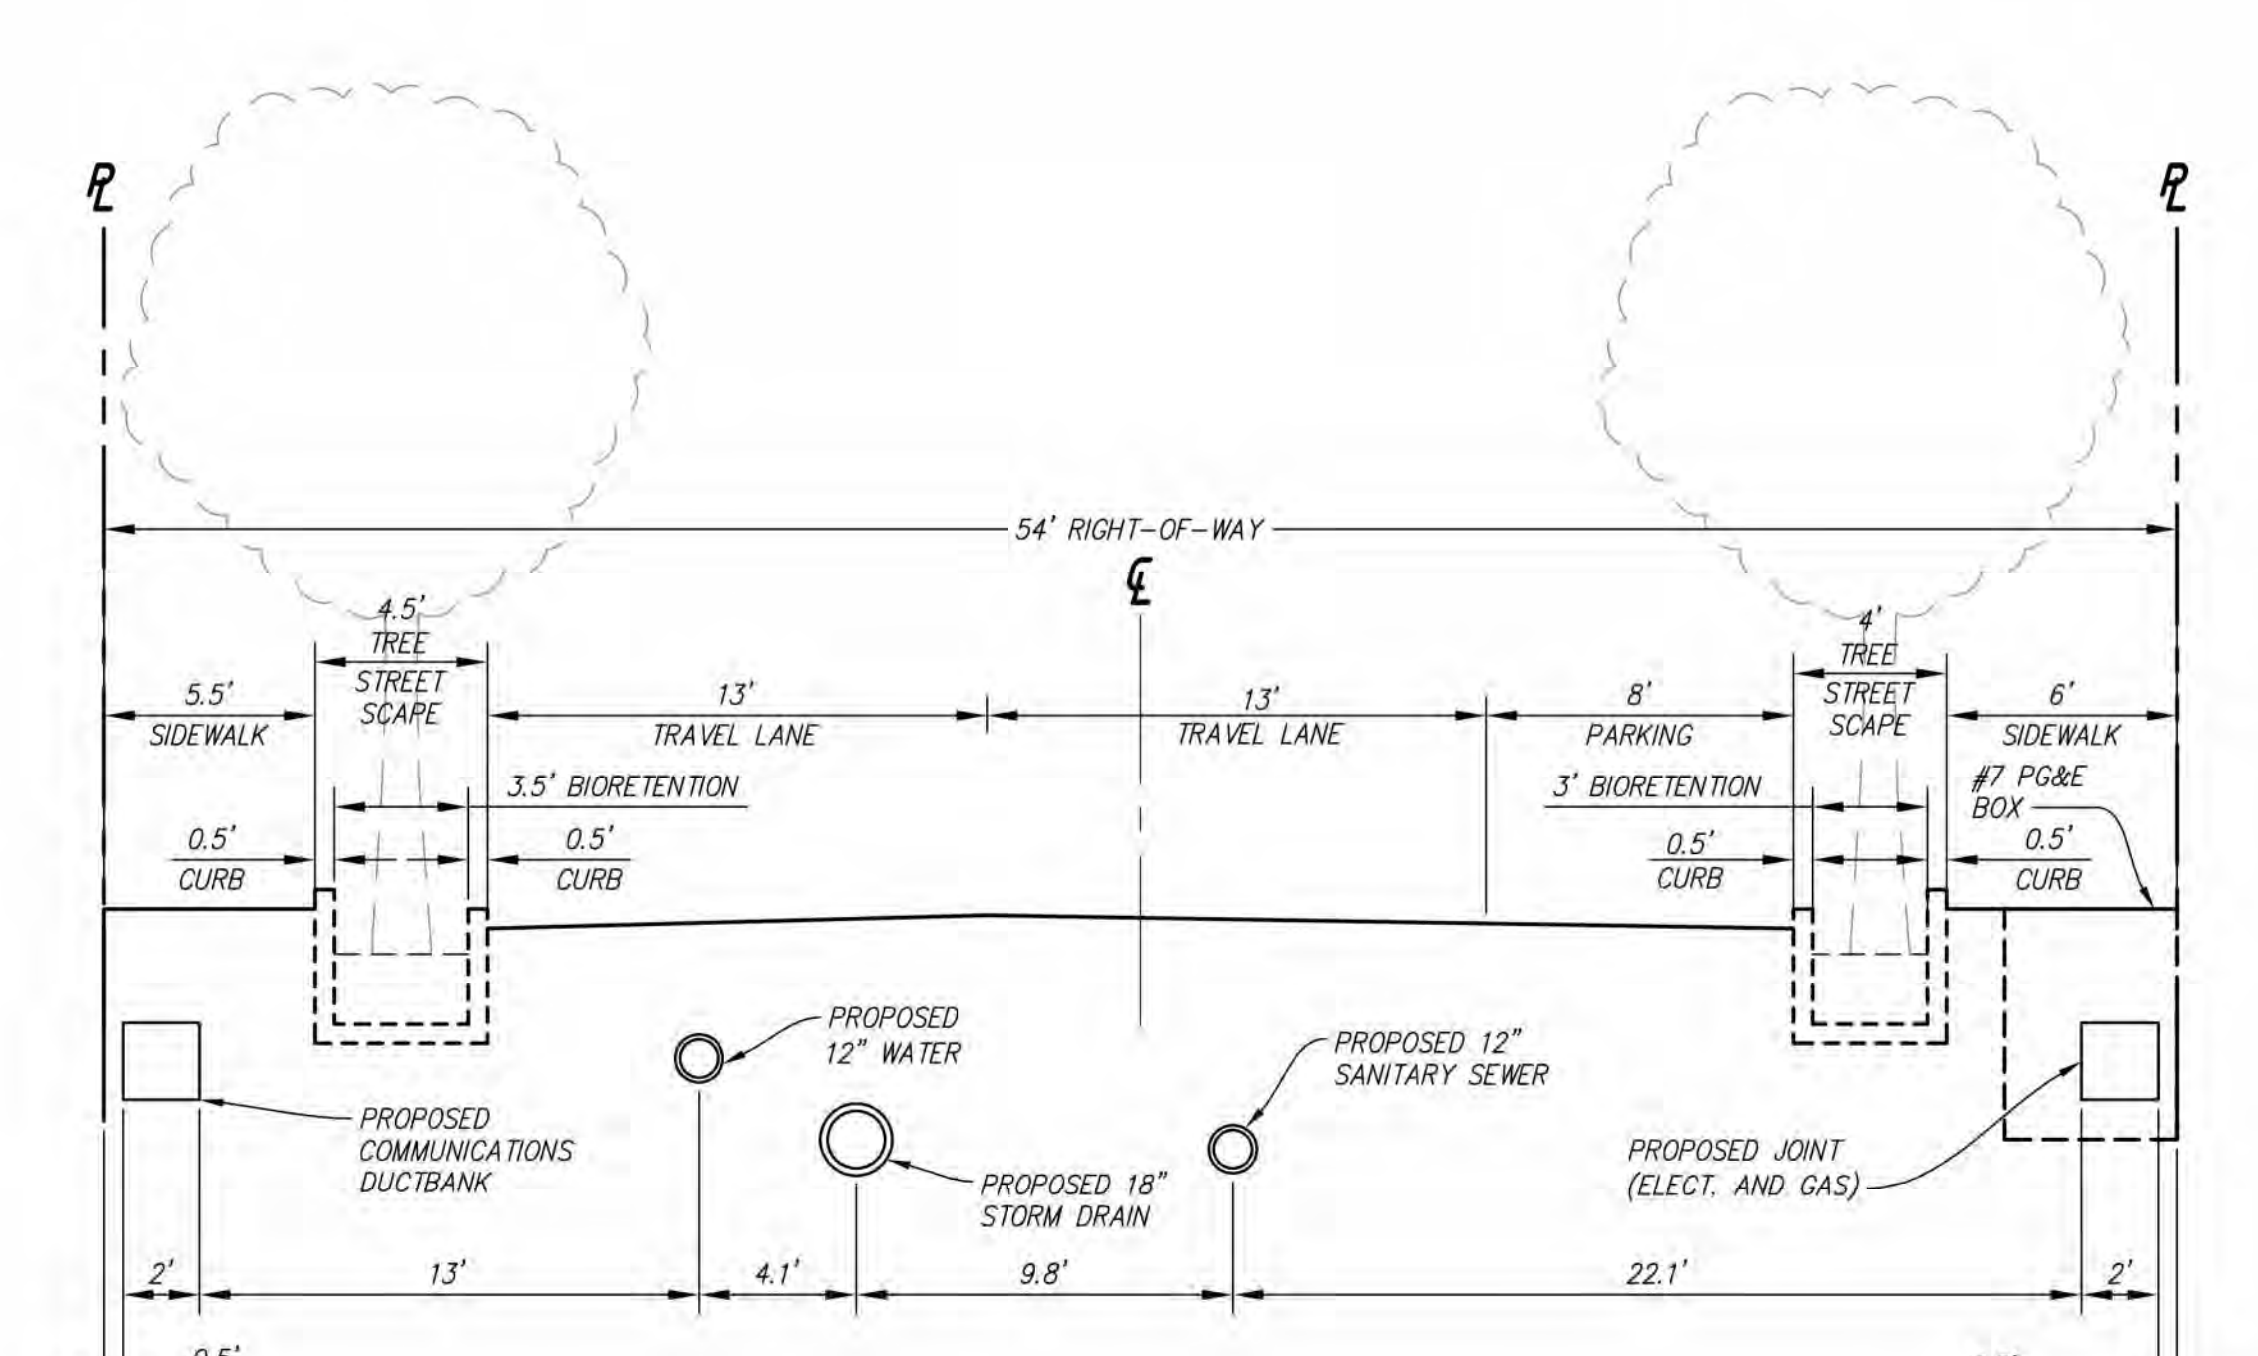 PL
PL
54' RIGHT-OF-WAY
CL
4.5'
TREE
STREET
SCAPE
4'
TREE
STREET
SCAPE
5.5'
SIDEWALK
13'
TRAVEL LANE
13'
TRAVEL LANE
8'
PARKING
6'
SIDEWALK
3.5' BIORETENTION
3' BIORETENTION
#7 PG&E
BOX
0.5'
CURB
0.5'
CURB
0.5'
CURB
0.5'
CURB
PROPOSED
12" WATER
PROPOSED 12"
SANITARY SEWER
PROPOSED
COMMUNICATIONS
DUCTBANK
PROPOSED 18"
STORM DRAIN
PROPOSED JOINT
(ELECT. AND GAS)
2'
13'
4.1'
9.8'
22.1'
2'